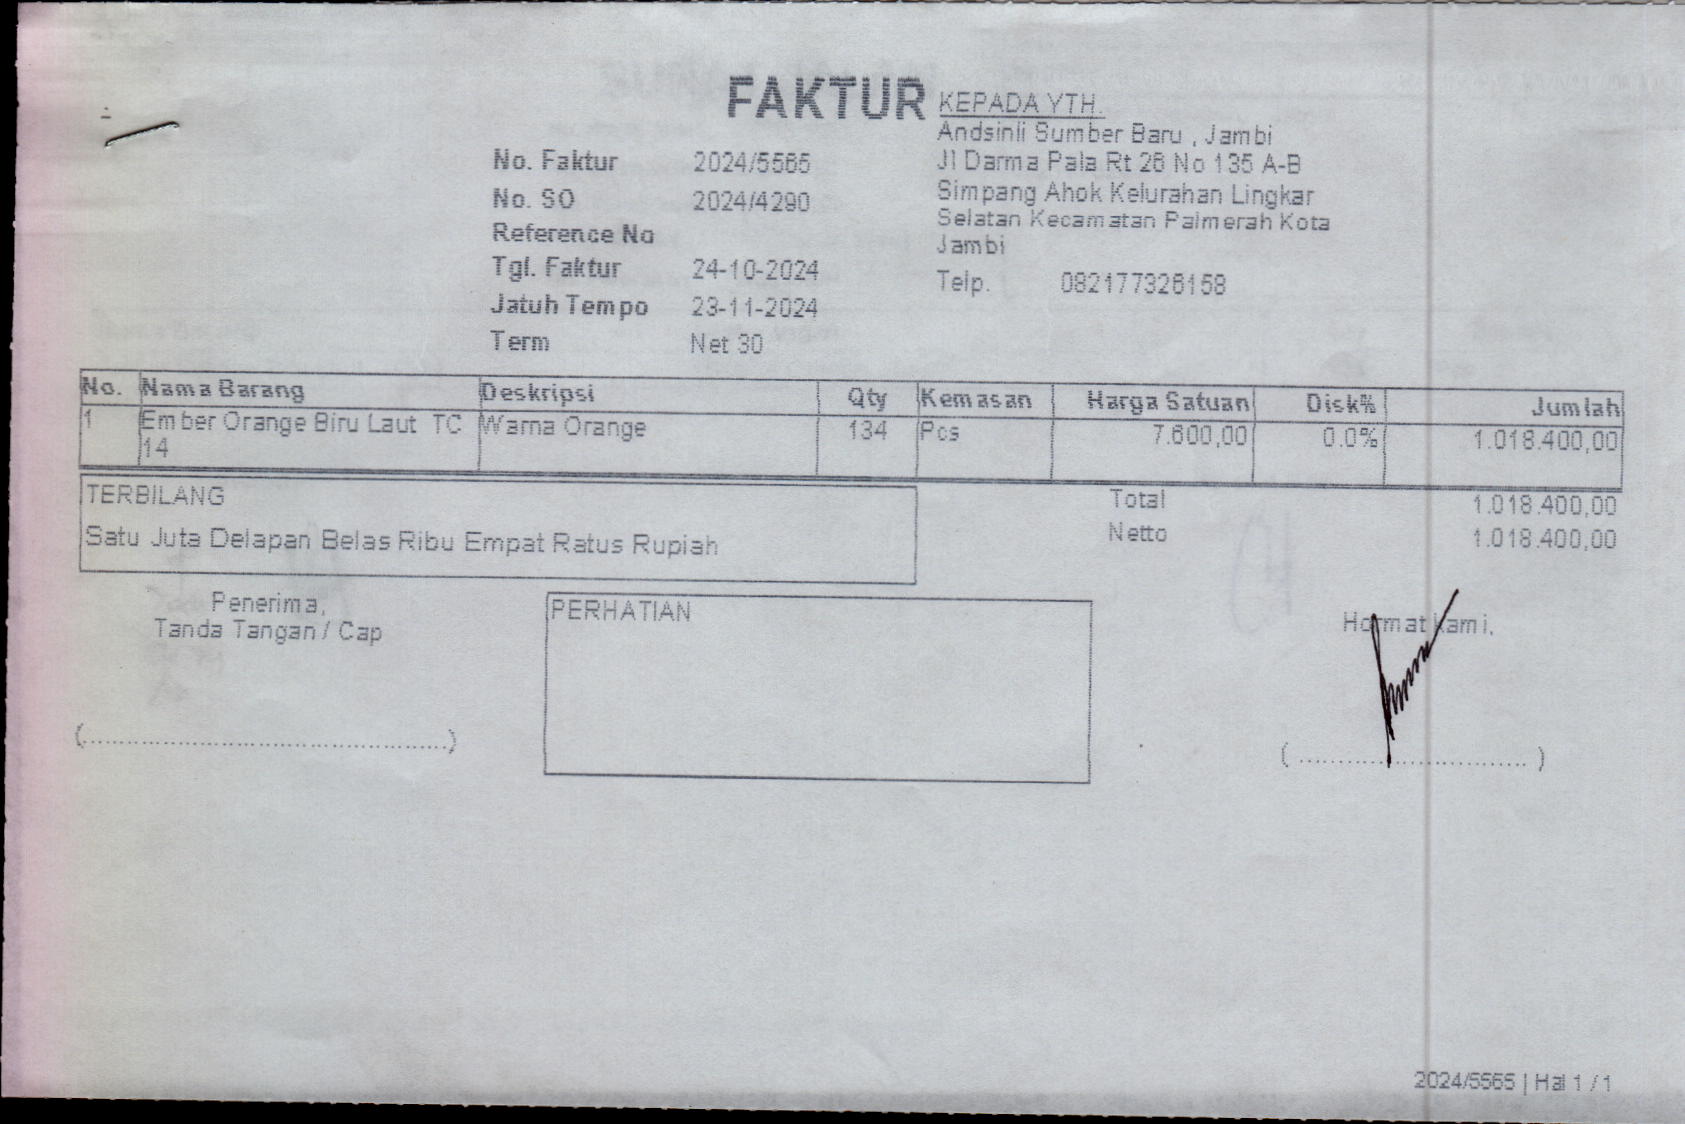 FAKTUR
KEPADA YTH.
Andsinli Sumber Baru , Jambi
Jl Darma Pala Rt 26 No 135 A-B
Simpang Ahok Kelurahan Lingkar
Selatan Kecamatan Palmerah Kota
Jambi
Telp. 082177326158
No. Faktur 2024/5565
No. SO 2024/4290
Reference No
Tgl. Faktur 24-10-2024
Jatuh Tempo 23-11-2024
Term Net 30
No. Nama Barang Deskripsi Qty Kemasan Harga Satuan Disk% Jumlah
1 Ember Orange Biru Laut TC Warna Orange 134 Pcs 7.600,00 0.0% 1.018.400,00
14
TERBILANG
Satu Juta Delapan Belas Ribu Empat Ratus Rupiah
Total 1.018.400,00
Netto 1.018.400,00
Penerima,
Tanda Tangan / Cap
(................................................)
PERHATIAN
Hormat kami,
( .............................. )
2024/5565 | Hal 1 / 1